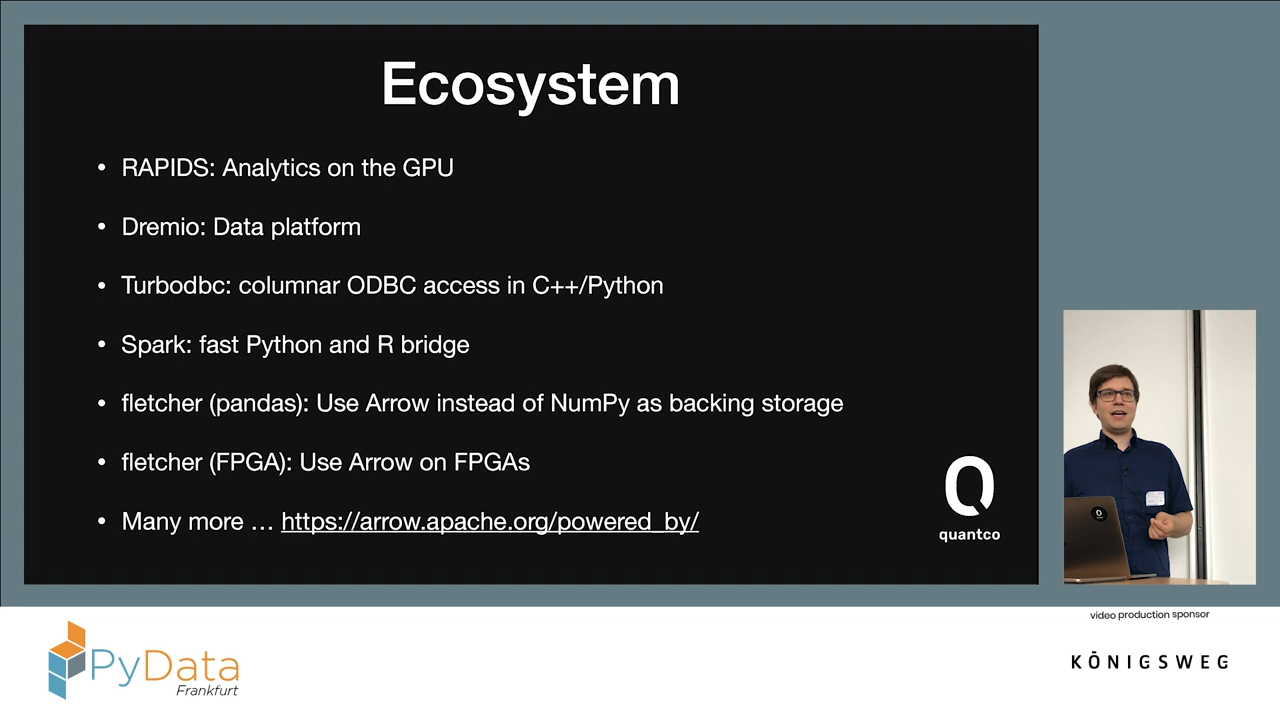 Ecosystem
• RAPIDS: Analytics on the GPU
• Dremio: Data platform
• Turbodbc: columnar ODBC access in C++/Python
• Spark: fast Python and R bridge
• fletcher (pandas): Use Arrow instead of NumPy as backing storage
• fletcher (FPGA): Use Arrow on FPGAs
• Many more … https://arrow.apache.org/powered_by/
quantco
video production sponsor
PyData
Frankfurt
KÖNIGSWEG